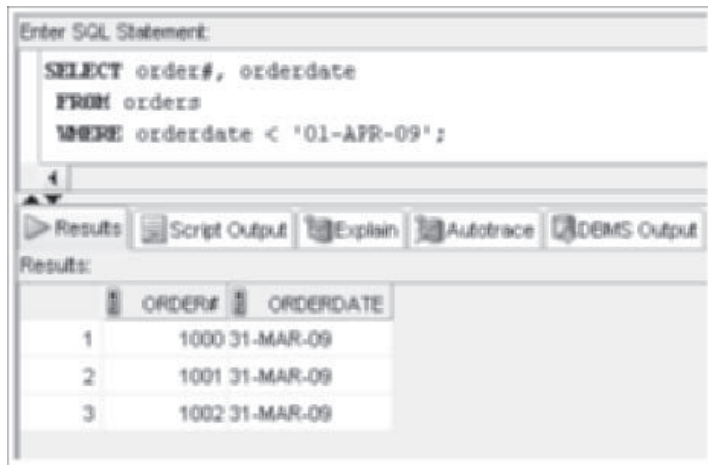 Enter SQL Statement:
SELECT order#, orderdate
FROM orders
WHERE orderdate < '01-APR-09';
Results Script Output Explain Autotrace DBMS Output
Results:
ORDER# ORDERDATE
1 1000 31-MAR-09
2 1001 31-MAR-09
3 1002 31-MAR-09